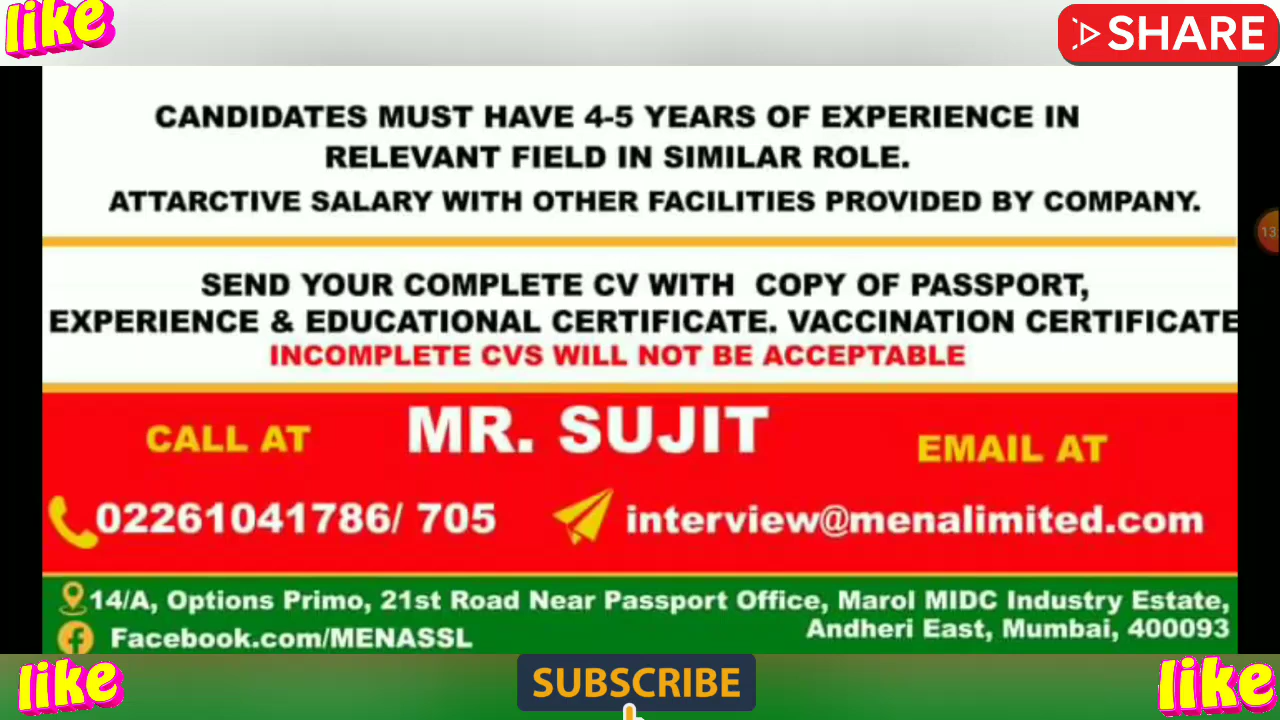 like
SHARE
CANDIDATES MUST HAVE 4-5 YEARS OF EXPERIENCE IN
RELEVANT FIELD IN SIMILAR ROLE.
ATTARCTIVE SALARY WITH OTHER FACILITIES PROVIDED BY COMPANY.
13
SEND YOUR COMPLETE CV WITH COPY OF PASSPORT,
EXPERIENCE & EDUCATIONAL CERTIFICATE. VACCINATION CERTIFICATE
INCOMPLETE CVS WILL NOT BE ACCEPTABLE
CALL AT
MR. SUJIT
EMAIL AT
02261041786/ 705
interview@menalimited.com
14/A, Options Primo, 21st Road Near Passport Office, Marol MIDC Industry Estate,
Andheri East, Mumbai, 400093
Facebook.com/MENASSL
like
SUBSCRIBE
like